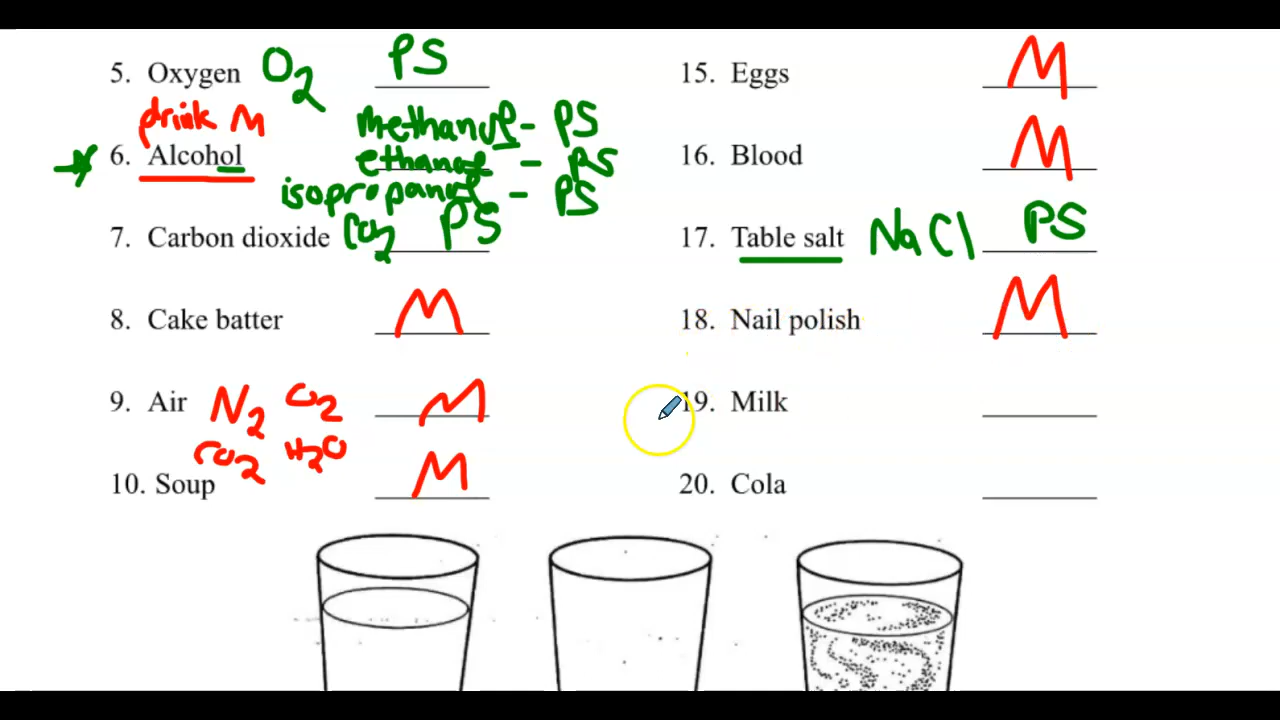 5. Oxygen O2 PS
drink M methanol - PS
6. Alcohol ethanol - PS
isopropanol - PS
7. Carbon dioxide CO2 PS
8. Cake batter M
9. Air N2 O2 M
CO2 H2O
10. Soup M
15. Eggs M
16. Blood M
17. Table salt NaCl PS
18. Nail polish M
19. Milk
20. Cola